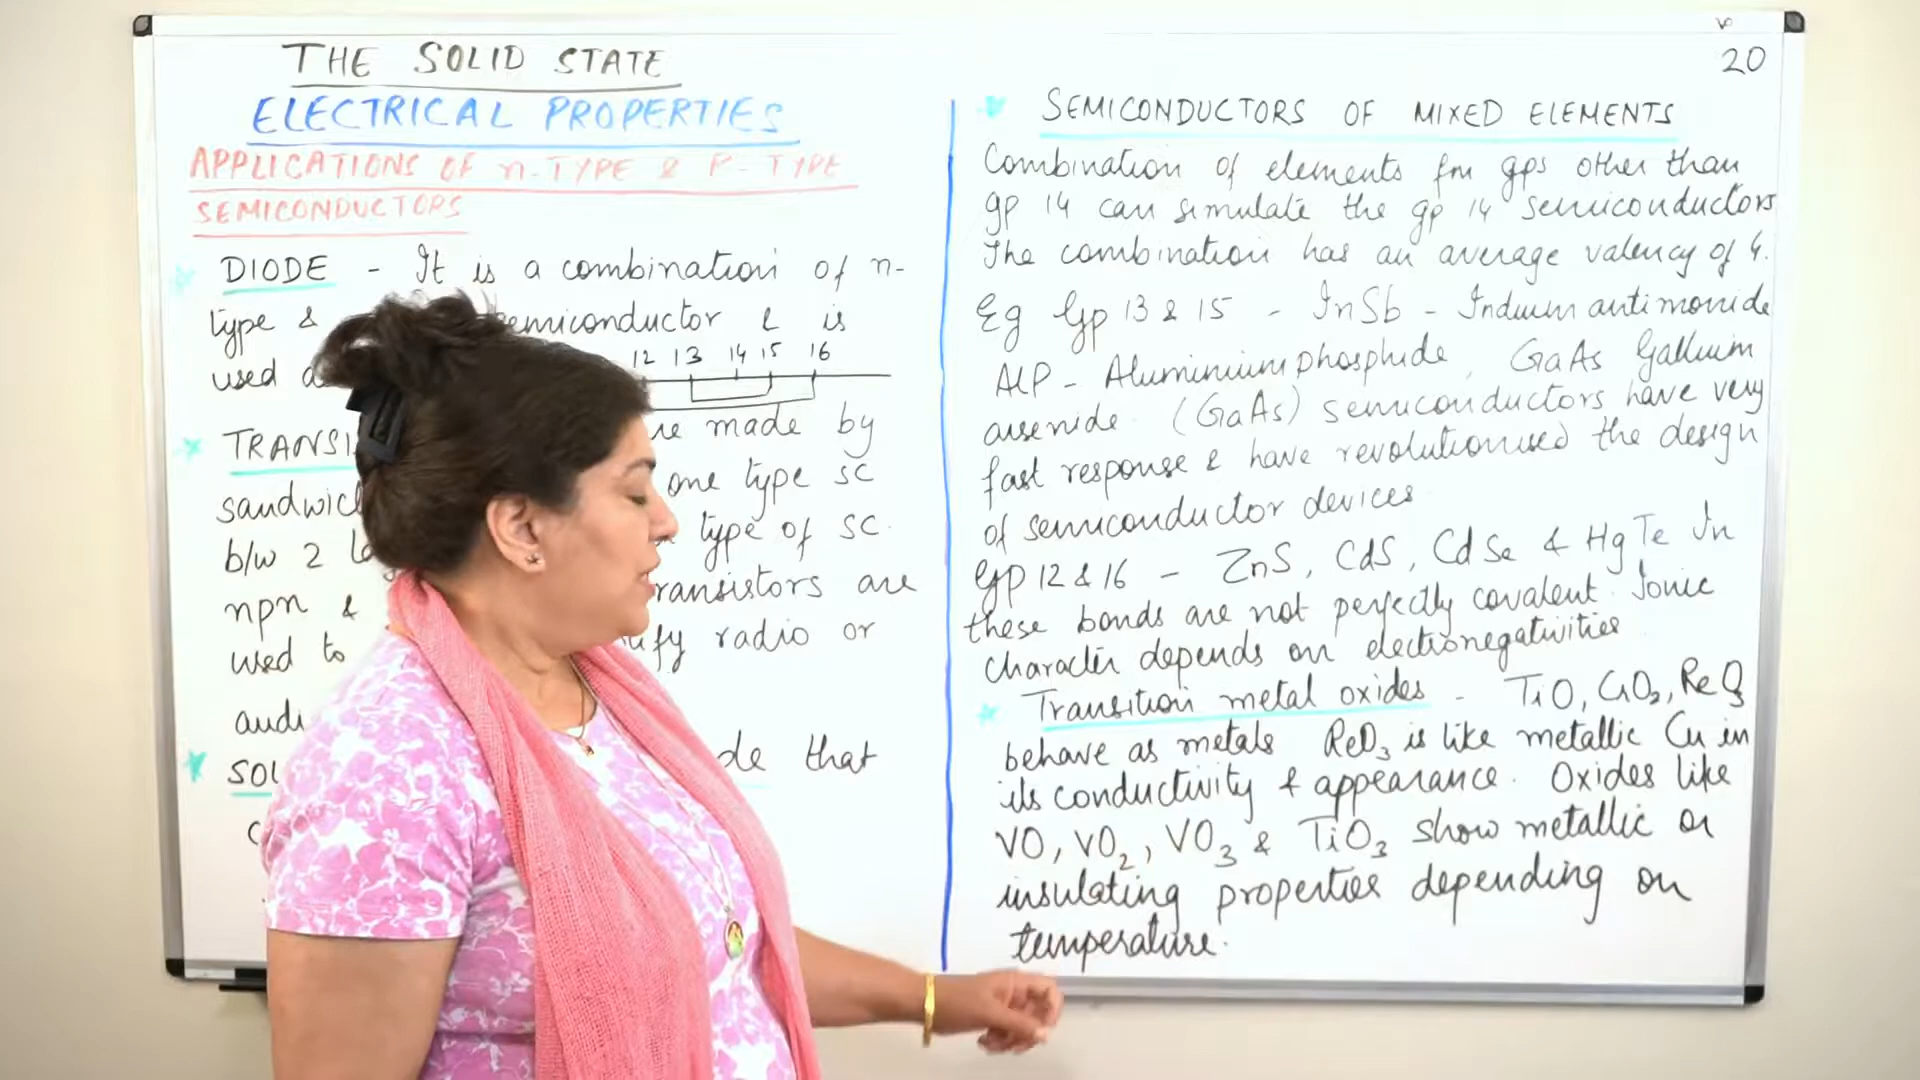 THE SOLID STATE
ELECTRICAL PROPERTIES
APPLICATIONS OF n-TYPE & P-TYPE
SEMICONDUCTORS
DIODE - It is a combination of n-
type & semiconductor & is
used
12 13 14 15 16
TRANSI made by
sandwic one type SC
b/w 2 type of SC.
npn & ransistors are
used to radio or
audi
SOL de that
20
SEMICONDUCTORS OF MIXED ELEMENTS
Combination of elements fm gps other than
gp 14 can simulate the gp 14 semiconductors
The combination has an average valency of 4.
Eg Gp 13 & 15 - InSb - Indium antimonide
AlP - Aluminium phosphide, GaAs Gallium
arsenide. (GaAs) semiconductors have very
fast response & have revolutionised the design
of semiconductor devices.
Gp 12 & 16 - ZnS, CdS, CdSe & HgTe In
these bonds are not perfectly covalent. Ionic
character depends on electronegativities
Transition metal oxides - TiO, CrO2, ReO3
behave as metals ReO3 is like metallic Cu in
its conductivity & appearance. Oxides like
VO, VO2, VO3 & TiO3 show metallic or
insulating properties depending on
temperature.